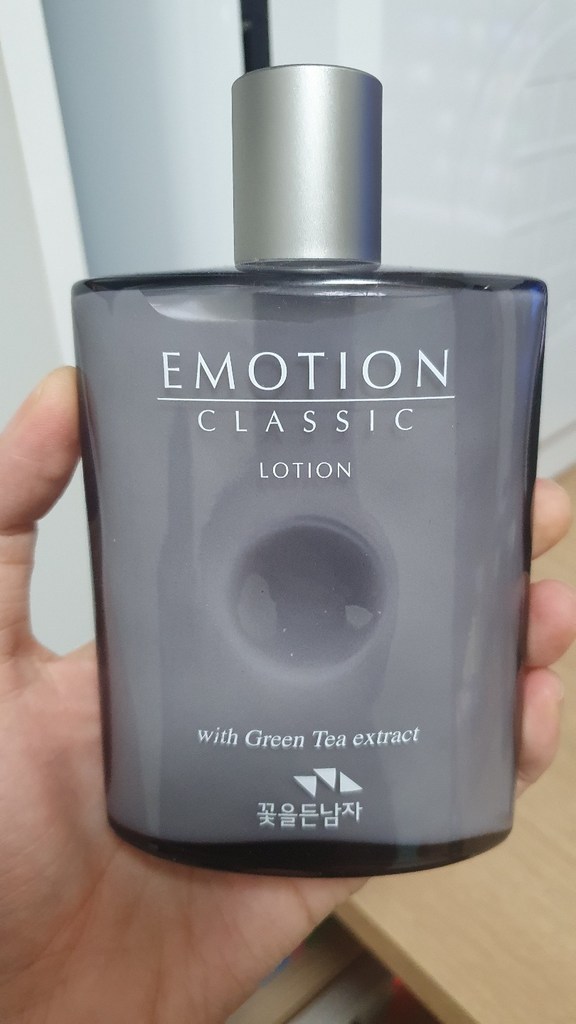 EMOTION
CLASSIC
LOTION
with Green Tea extract
꽃을든남자